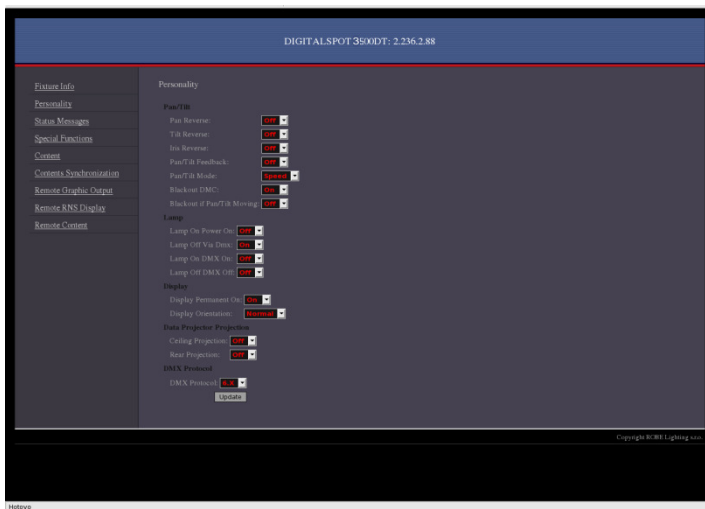 DIGITALSPOT 3500DT: 2.236.2.88
Fixture Info
Personality
Status Messages
Special Functions
Content
Contents Synchronization
Remote Graphic Output
Remote RNS Display
Remote Content
Personality
Pan/Tilt
Pan Reverse: Off
Tilt Reverse: Off
Iris Reverse: Off
Pan/Tilt Feedback: Off
Pan/Tilt Mode: Speed
Blackout DMC: On
Blackout if Pan/Tilt Moving: Off
Lamp
Lamp On Power On: Off
Lamp Off Via Dmx: On
Lamp On DMX On: Off
Lamp Off DMX Off: Off
Display
Display Permanent On: On
Display Orientation: Normal
Data Projector Projection
Ceiling Projection: Off
Rear Projection: Off
DMX Protocol
DMX Protocol: 6.X
Update
Copyright ROBE Lighting s.r.o.
Hotovo